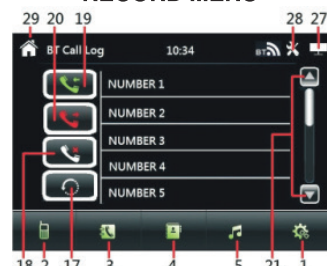 RECORD MENU
29 20 19 28 27
BT Call Log 10:34 BT
NUMBER 1
NUMBER 2
NUMBER 3
NUMBER 4
NUMBER 5
18 2 17 3 4 5 21 1